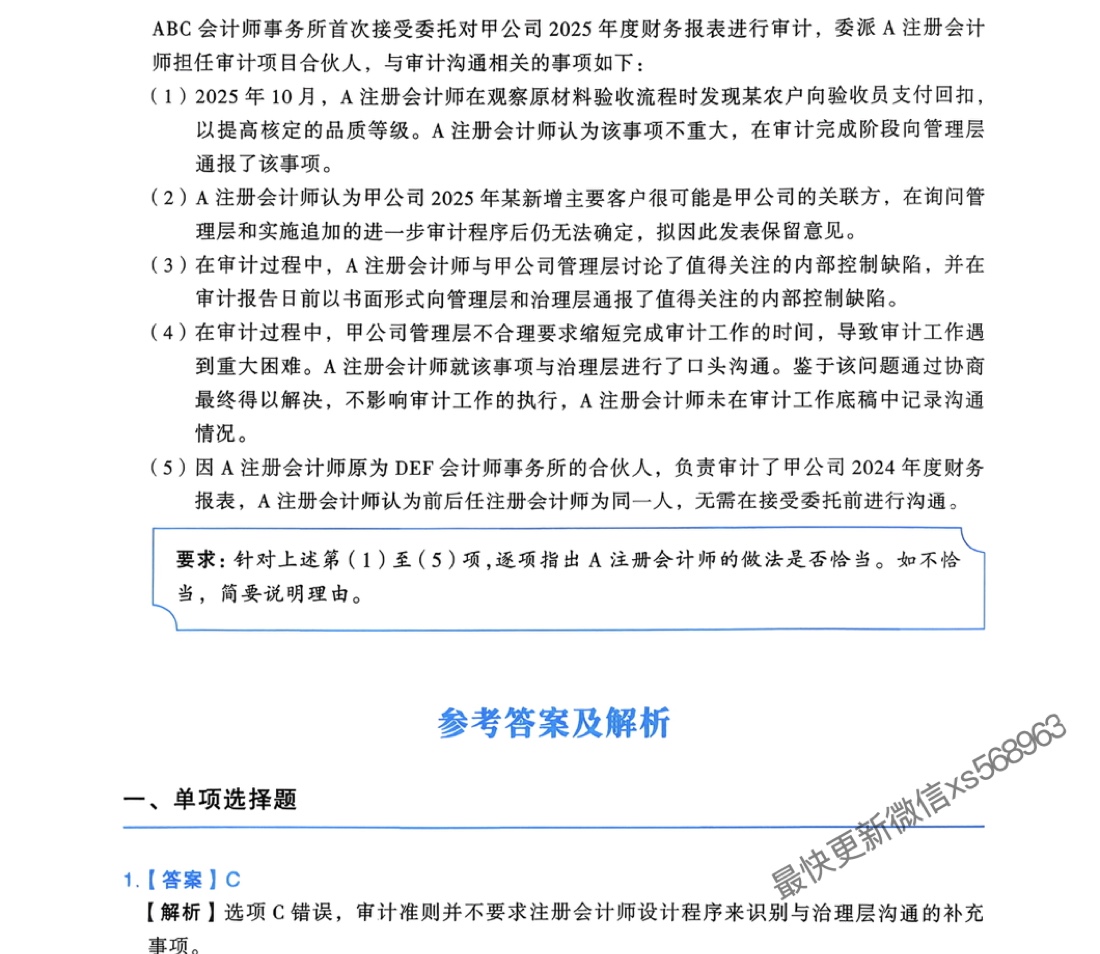 ABC 会计师事务所首次接受委托对甲公司 2025 年度财务报表进行审计，委派 A 注册会计
师担任审计项目合伙人，与审计沟通相关的事项如下：
（1）2025 年 10 月，A 注册会计师在观察原材料验收流程时发现某农户向验收员支付回扣，
以提高核定的品质等级。A 注册会计师认为该事项不重大，在审计完成阶段向管理层
通报了该事项。
（2）A 注册会计师认为甲公司 2025 年某新增主要客户很可能是甲公司的关联方，在询问管
理层和实施追加的进一步审计程序后仍无法确定，拟因此发表保留意见。
（3）在审计过程中，A 注册会计师与甲公司管理层讨论了值得关注的内部控制缺陷，并在
审计报告日前以书面形式向管理层和治理层通报了值得关注的内部控制缺陷。
（4）在审计过程中，甲公司管理层不合理要求缩短完成审计工作的时间，导致审计工作遇
到重大困难。A 注册会计师就该事项与治理层进行了口头沟通。鉴于该问题通过协商
最终得以解决，不影响审计工作的执行，A 注册会计师未在审计工作底稿中记录沟通
情况。
（5）因 A 注册会计师原为 DEF 会计师事务所的合伙人，负责审计了甲公司 2024 年度财务
报表，A 注册会计师认为前后任注册会计师为同一人，无需在接受委托前进行沟通。
要求：针对上述第（1）至（5）项,逐项指出 A 注册会计师的做法是否恰当。如不恰
当，简要说明理由。
参考答案及解析
一、单项选择题
最快更新微信xs568963
1.【答案】C
【解析】选项 C 错误，审计准则并不要求注册会计师设计程序来识别与治理层沟通的补充
事项。